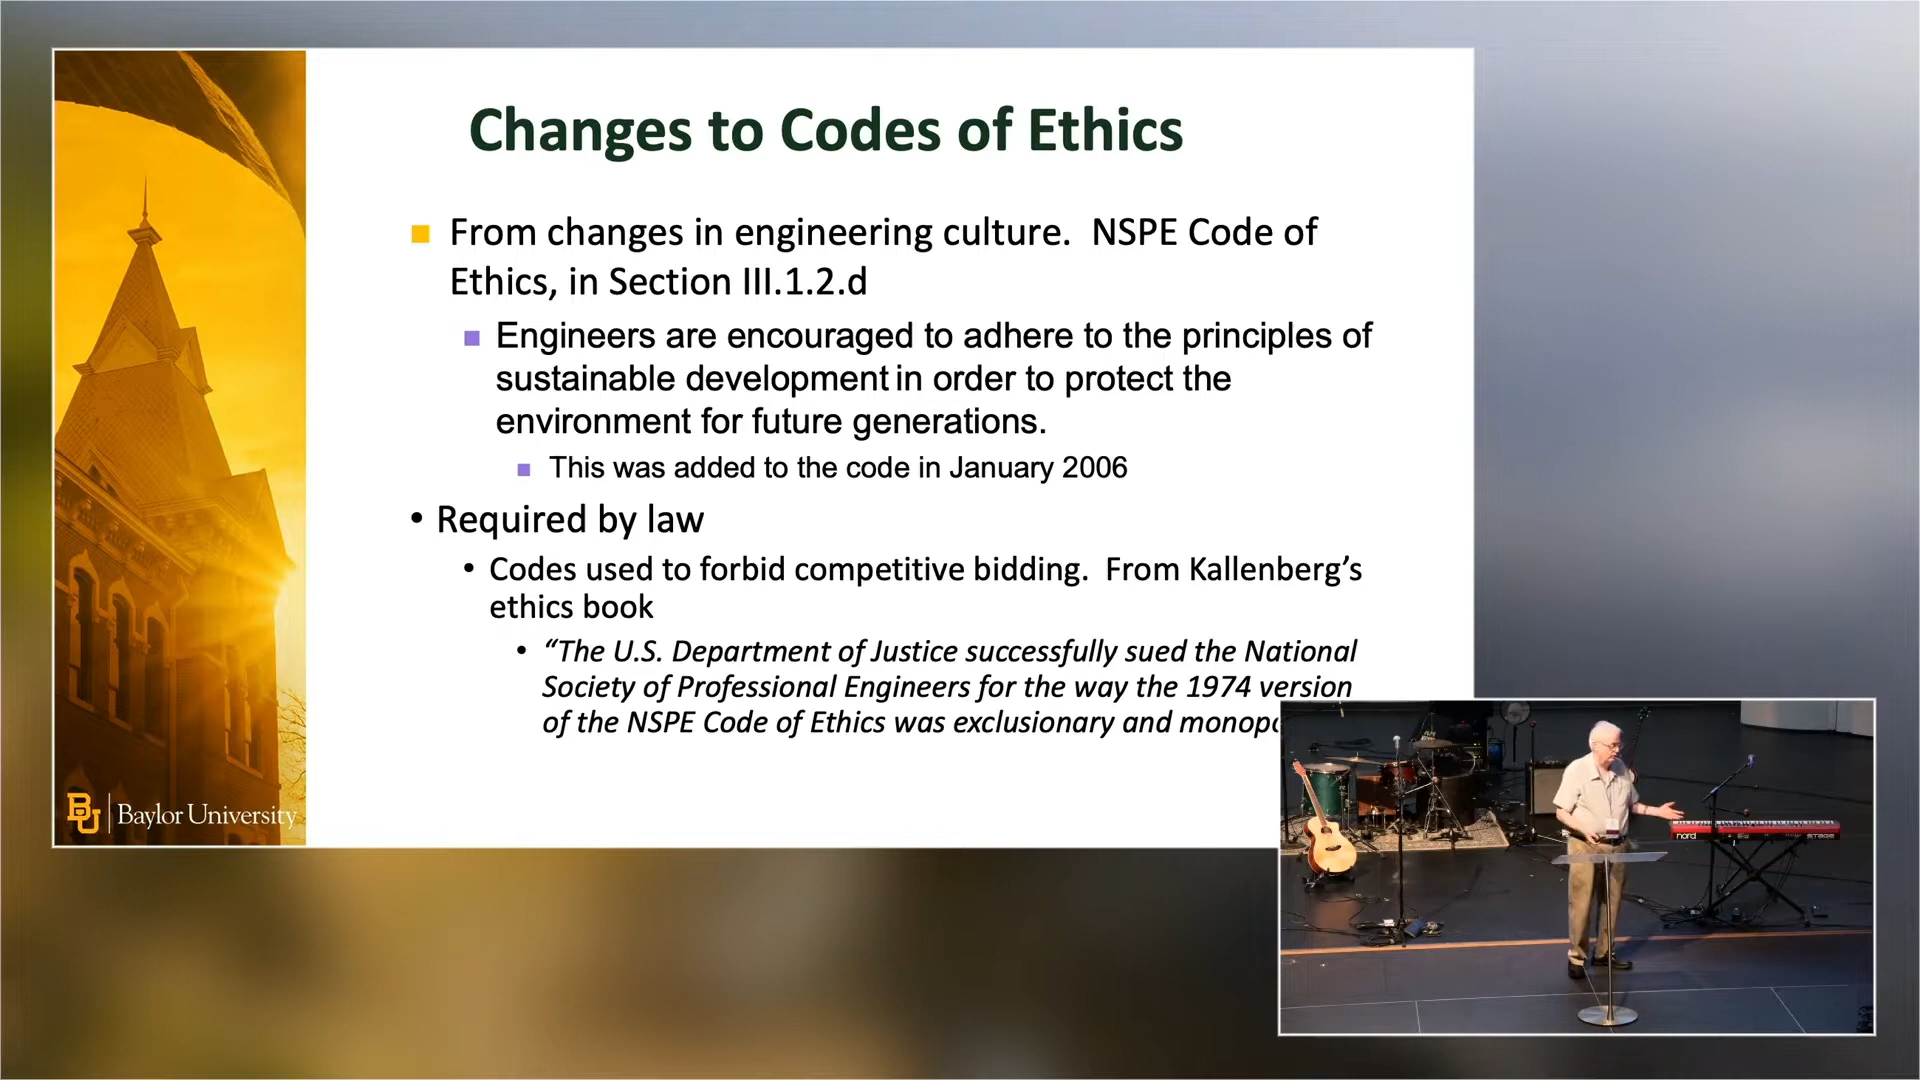 Changes to Codes of Ethics
From changes in engineering culture.  NSPE Code of
Ethics, in Section III.1.2.d
Engineers are encouraged to adhere to the principles of
sustainable development in order to protect the
environment for future generations.
This was added to the code in January 2006
• Required by law
• Codes used to forbid competitive bidding.  From Kallenberg’s
ethics book
• “The U.S. Department of Justice successfully sued the National
Society of Professional Engineers for the way the 1974 version
of the NSPE Code of Ethics was exclusionary and
BU | Baylor University
nord
STAGE